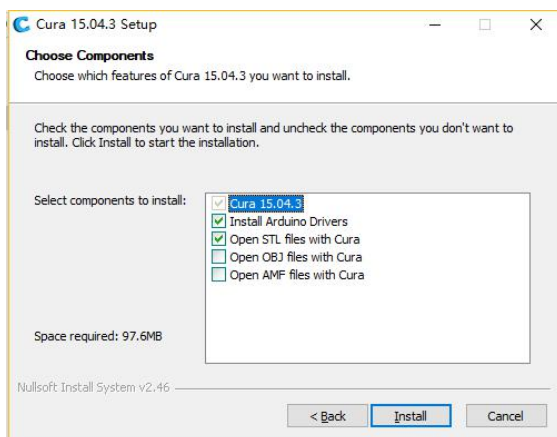 Cura 15.04.3 Setup
Choose Components
Choose which features of Cura 15.04.3 you want to install.
Check the components you want to install and uncheck the components you don't want to
install. Click Install to start the installation.
Select components to install:
Cura 15.04.3
Install Arduino Drivers
Open STL files with Cura
Open OBJ files with Cura
Open AMF files with Cura
Space required: 97.6MB
Nullsoft Install System v2.46
< Back
Install
Cancel